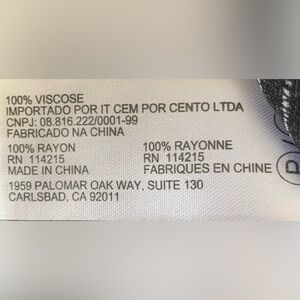 100% VISCOSE
IMPORTADO POR IT CEM POR CENTO LTDA
CNPJ: 08.816.222/0001-99
FABRICADO NA CHINA
100% RAYON
RN 114215
MADE IN CHINA
100% RAYONNE
RN 114215
FABRIQUES EN CHINE
1959 PALOMAR OAK WAY, SUITE 130
CARLSBAD, CA 92011